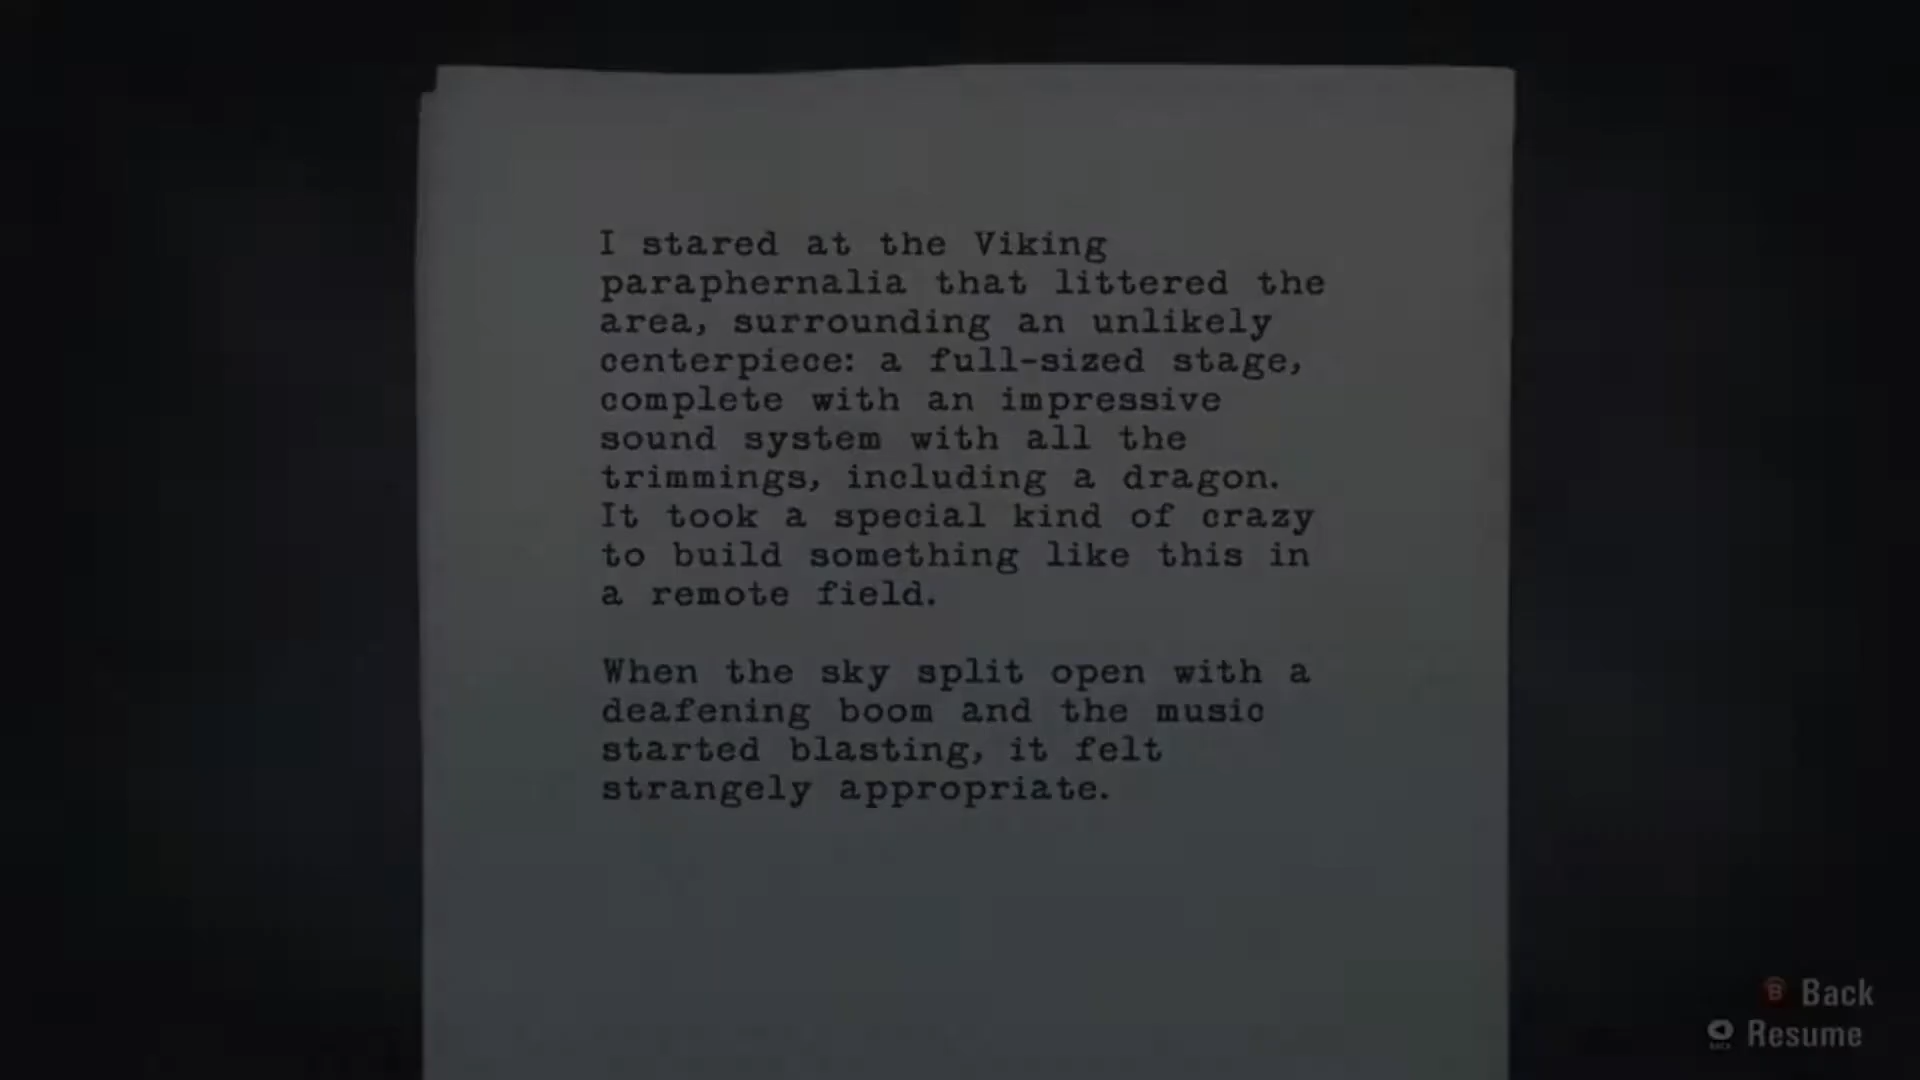 I stared at the Viking
paraphernalia that littered the
area, surrounding an unlikely
centerpiece: a full-sized stage,
complete with an impressive
sound system with all the
trimmings, including a dragon.
It took a special kind of crazy
to build something like this in
a remote field.
When the sky split open with a
deafening boom and the music
started blasting, it felt
strangely appropriate.
B Back
BACK Resume